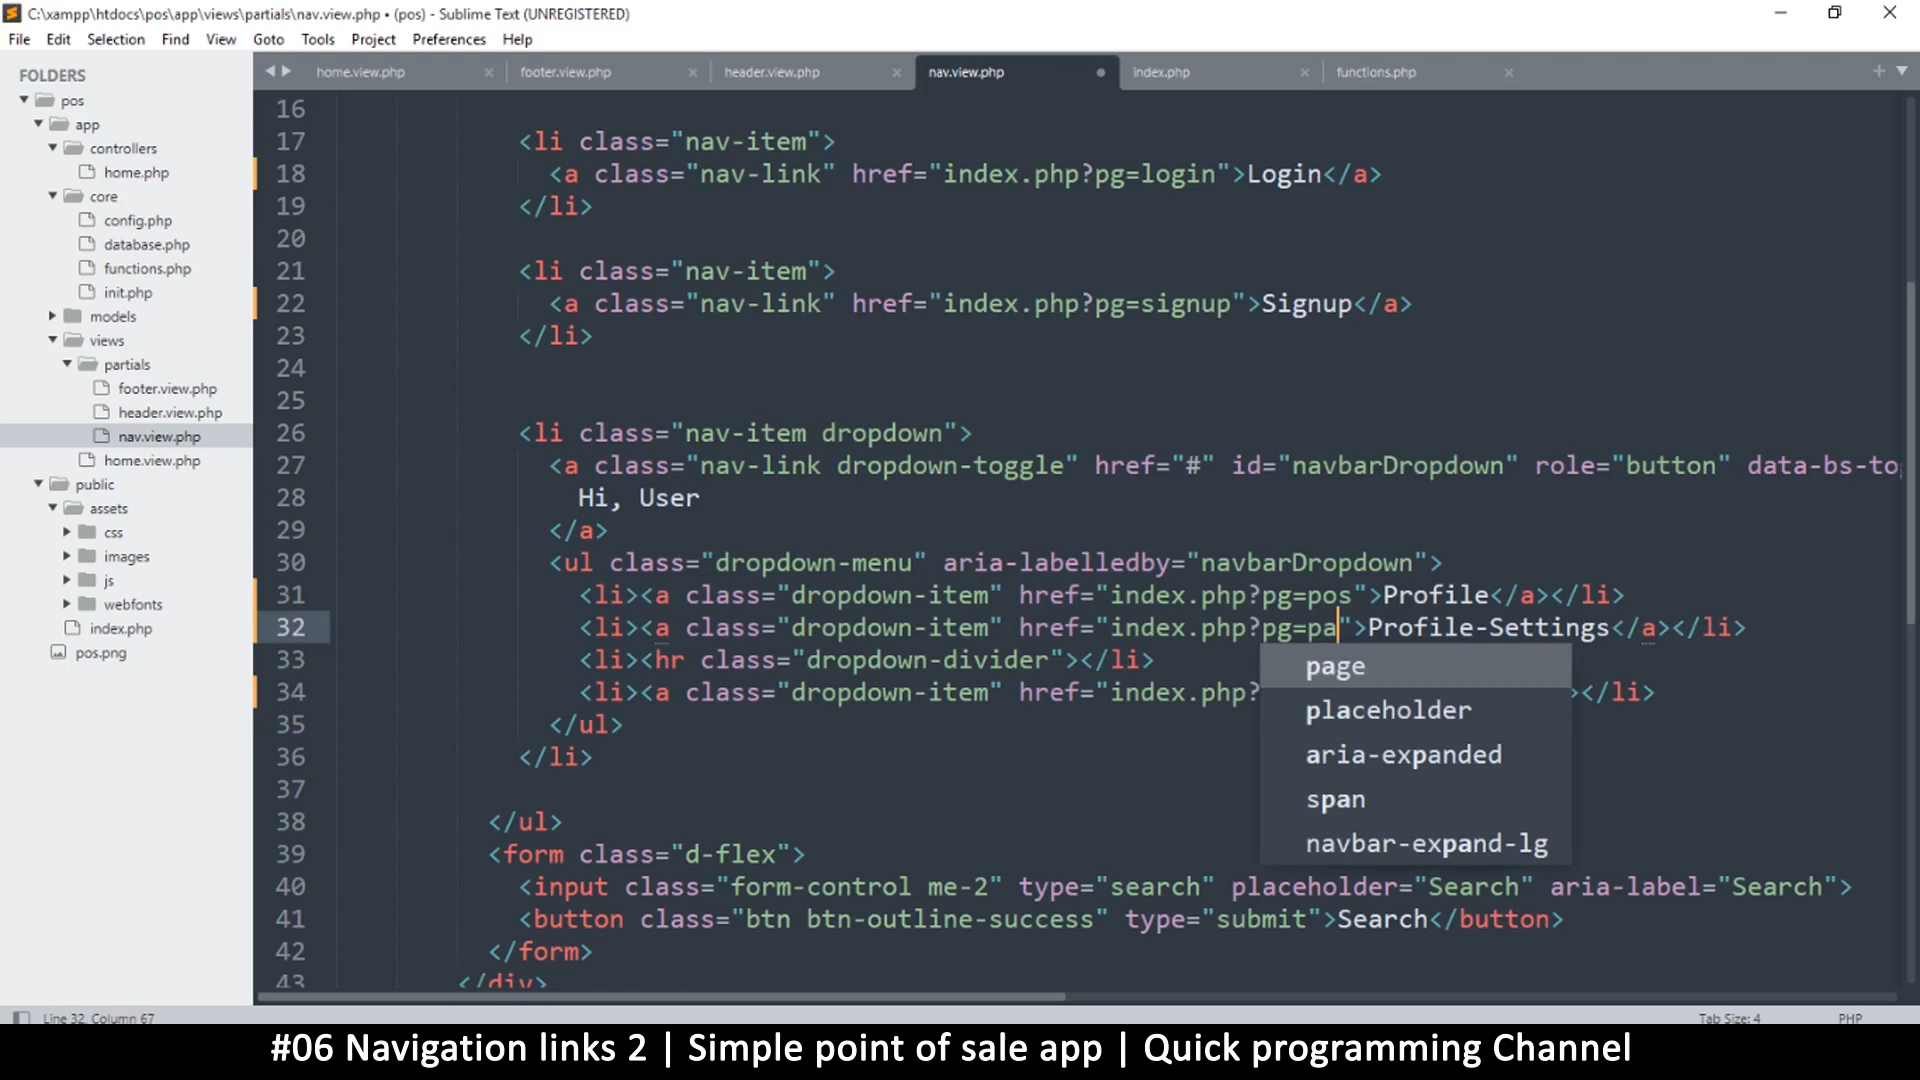 C:\xampp\htdocs\pos\app\views\partials\nav.view.php • (pos) - Sublime Text (UNREGISTERED)
File Edit Selection Find View Goto Tools Project Preferences Help
FOLDERS
pos
app
controllers
home.php
core
config.php
database.php
functions.php
init.php
models
views
partials
footer.view.php
header.view.php
nav.view.php
home.view.php
public
assets
css
images
js
webfonts
index.php
pos.png
home.view.php footer.view.php header.view.php nav.view.php index.php functions.php
16
17 <li class="nav-item">
18 <a class="nav-link" href="index.php?pg=login">Login</a>
19 </li>
20
21 <li class="nav-item">
22 <a class="nav-link" href="index.php?pg=signup">Signup</a>
23 </li>
24
25
26 <li class="nav-item dropdown">
27 <a class="nav-link dropdown-toggle" href="#" id="navbarDropdown" role="button" data-bs-to
28 Hi, User
29 </a>
30 <ul class="dropdown-menu" aria-labelledby="navbarDropdown">
31 <li><a class="dropdown-item" href="index.php?pg=pos">Profile</a></li>
32 <li><a class="dropdown-item" href="index.php?pg=pa">Profile-Settings</a></li>
33 <li><hr class="dropdown-divider"></li>
34 <li><a class="dropdown-item" href="index.php? ></li>
35 </ul>
36 </li>
37
38 </ul>
39 <form class="d-flex">
40 <input class="form-control me-2" type="search" placeholder="Search" aria-label="Search">
41 <button class="btn btn-outline-success" type="submit">Search</button>
42 </form>
43 </div>
page
placeholder
aria-expanded
span
navbar-expand-lg
Line 32, Column 67 Tab Size: 4 PHP
#06 Navigation links 2 | Simple point of sale app | Quick programming Channel